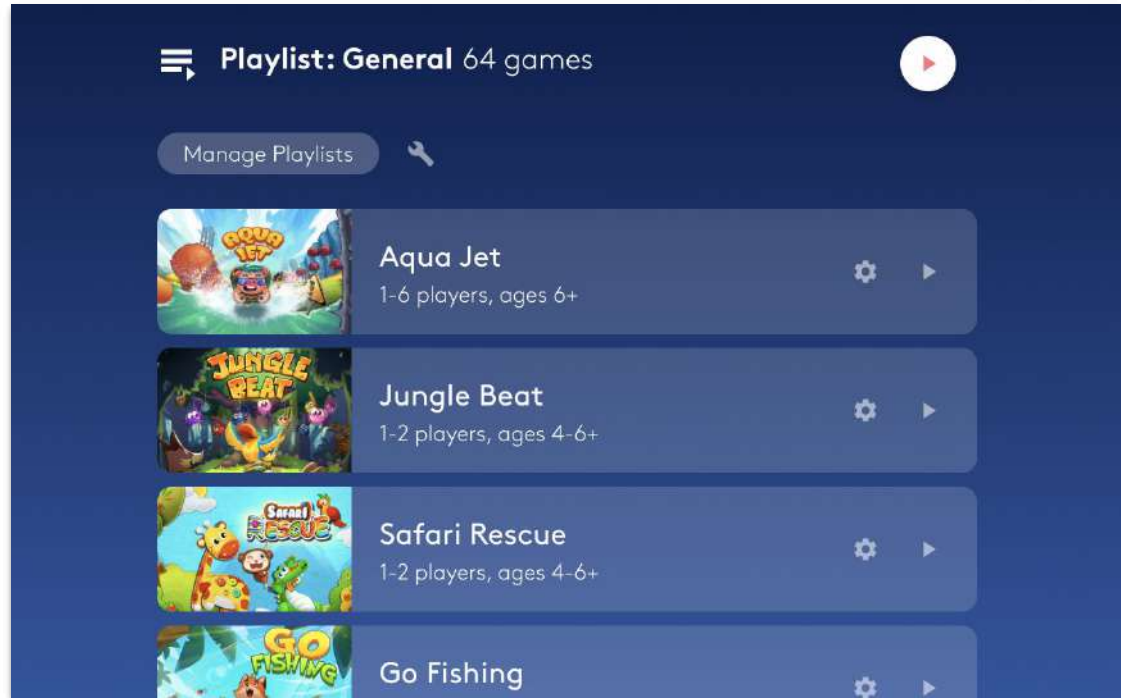 Playlist: General 64 games
Manage Playlists
AQUA
JET
Aqua Jet
1-6 players, ages 6+
JUNGLE
BEAT
Jungle Beat
1-2 players, ages 4-6+
SAFARI
RESCUE
Safari Rescue
1-2 players, ages 4-6+
GO
FISHING
Go Fishing